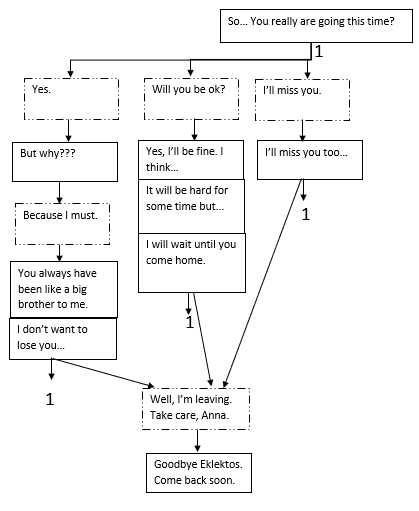 So… You really are going this time?
1
Yes.
Will you be ok?
I'll miss you.
But why???
Yes, I'll be fine. I
think…
I'll miss you too…
It will be hard for
some time but…
1
Because I must.
I will wait until you
come home.
You always have
been like a big
brother to me.
1
I don't want to
lose you…
1
Well, I'm leaving.
Take care, Anna.
Goodbye Eklektos.
Come back soon.